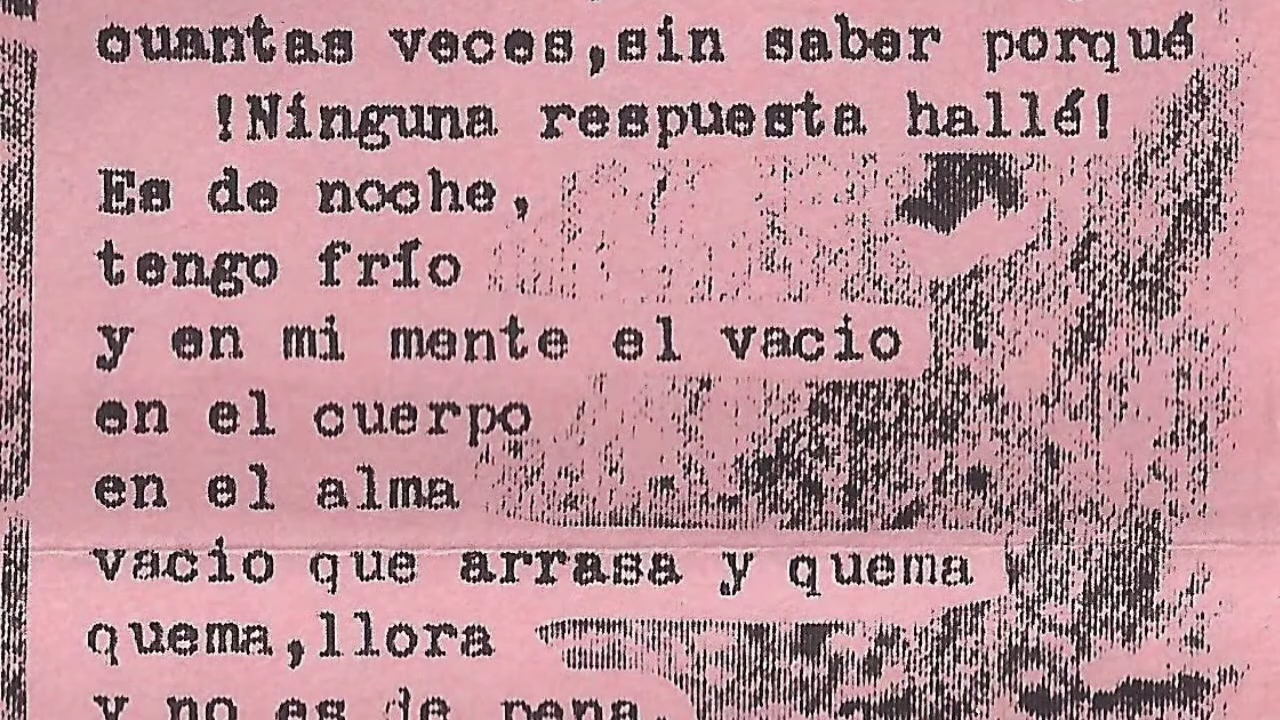 cuantas veces,sin saber porqué
!Ninguna respuesta hallé!
Es de noche,
tengo frío
y en mi mente el vacio
en el cuerpo
en el alma
vacio que arrasa y quema
quema,llora
y no es de pena,